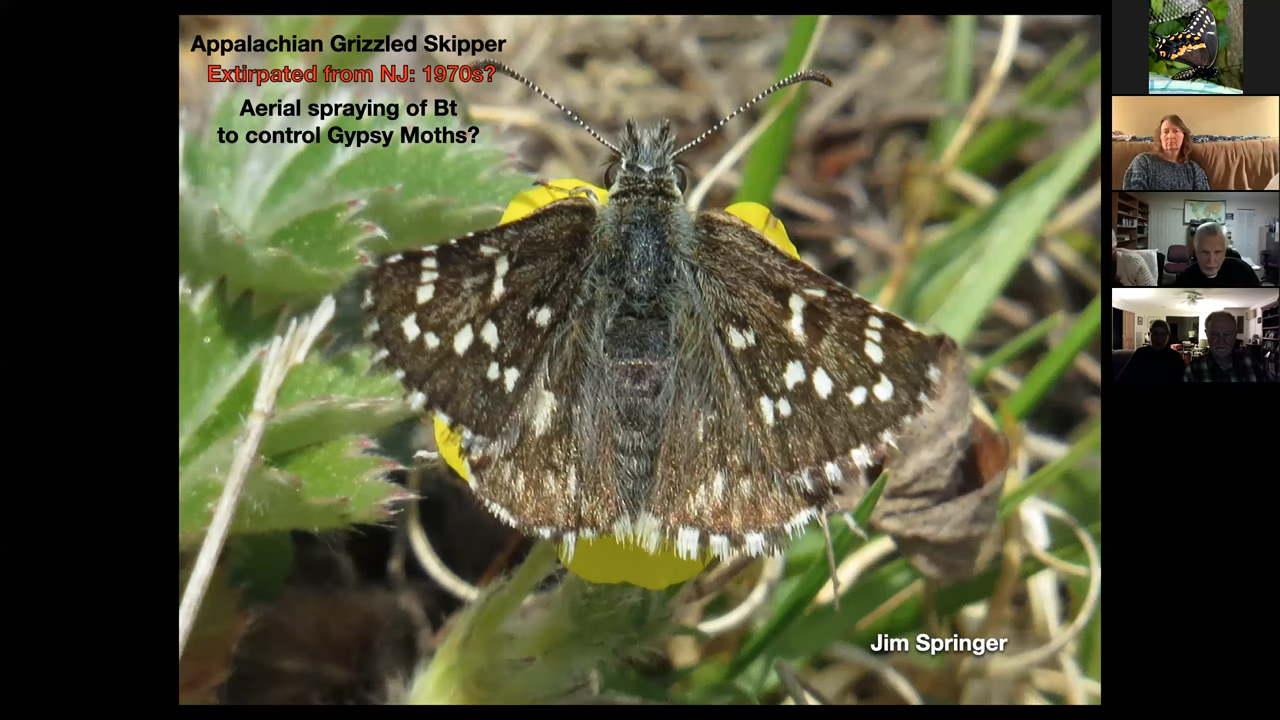 Appalachian Grizzled Skipper
Extirpated from NJ: 1970s?
Aerial spraying of Bt
to control Gypsy Moths?
Jim Springer